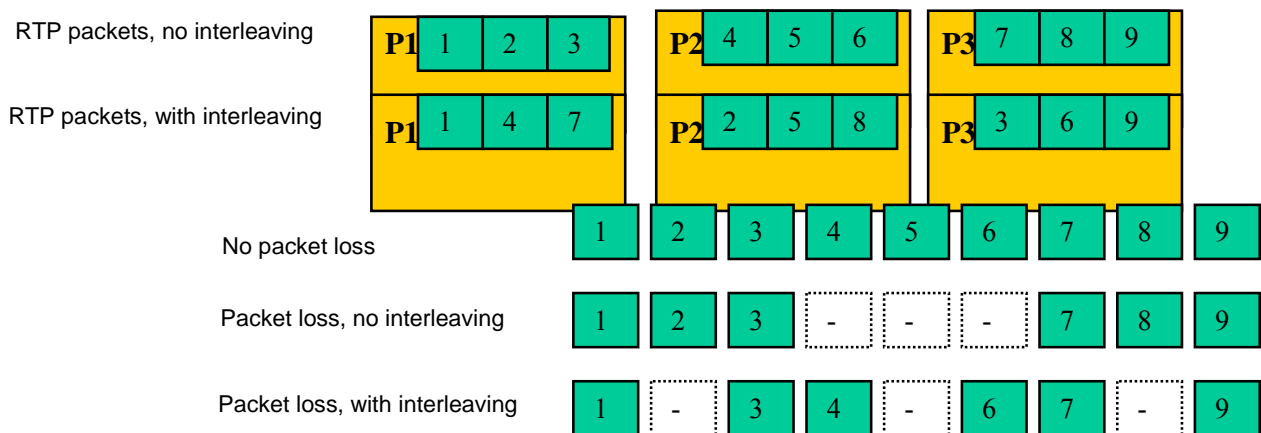 RTP packets, no interleaving P1 1 2 3 P2 4 5 6 P3 7 8 9
RTP packets, with interleaving P1 1 4 7 P2 2 5 8 P3 3 6 9
No packet loss 1 2 3 4 5 6 7 8 9
Packet loss, no interleaving 1 2 3 - - - 7 8 9
Packet loss, with interleaving 1 - 3 4 - 6 7 - 9